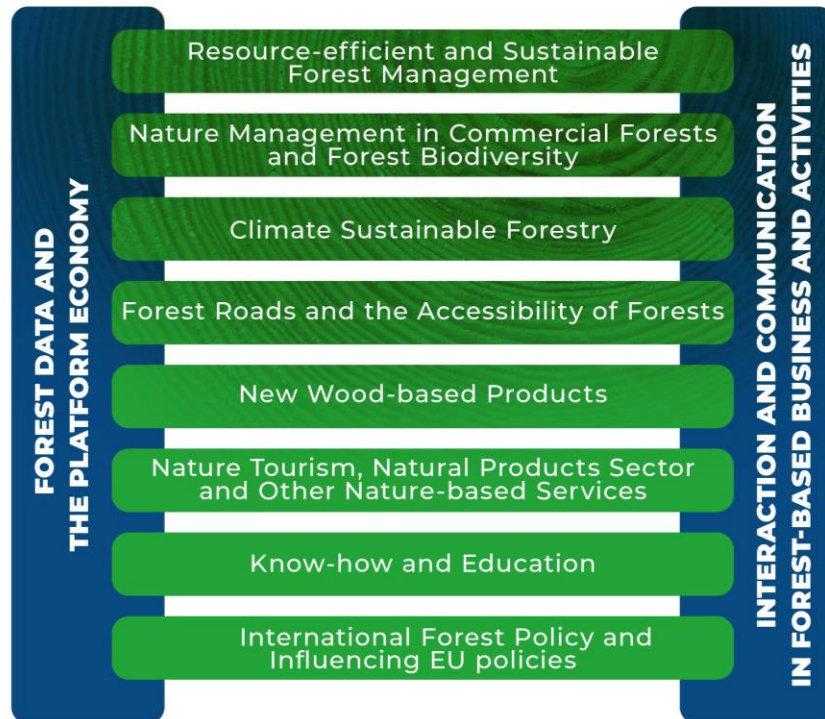 FOREST DATA AND
THE PLATFORM ECONOMY
Resource-efficient and Sustainable
Forest Management
Nature Management in Commercial Forests
and Forest Biodiversity
Climate Sustainable Forestry
Forest Roads and the Accessibility of Forests
New Wood-based Products
Nature Tourism, Natural Products Sector
and Other Nature-based Services
Know-how and Education
International Forest Policy and
Influencing EU policies
INTERACTION AND COMMUNICATION
IN FOREST-BASED BUSINESS AND ACTIVITIES